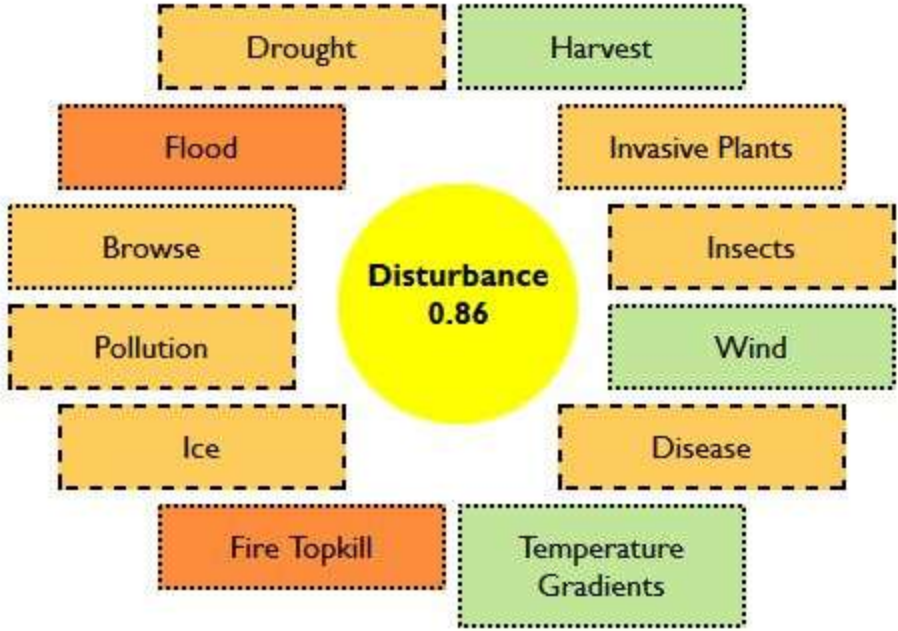 Drought
Harvest
Flood
Invasive Plants
Browse
Insects
Disturbance
0.86
Pollution
Wind
Ice
Disease
Fire Topkill
Temperature
Gradients